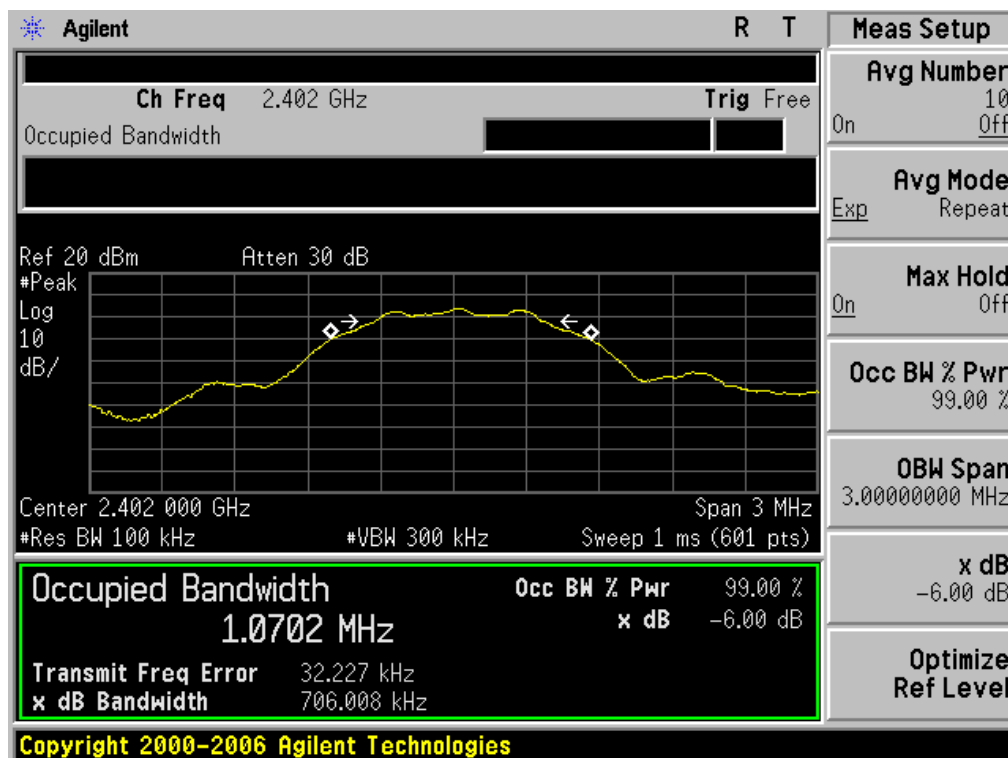 Agilent R T
Ch Freq 2.402 GHz Trig Free
Occupied Bandwidth
Ref 20 dBm Atten 30 dB
#Peak
Log
10
dB/
Center 2.402 000 GHz Span 3 MHz
#Res BW 100 kHz #VBW 300 kHz Sweep 1 ms (601 pts)
Occupied Bandwidth Occ BW % Pwr 99.00 %
1.0702 MHz x dB -6.00 dB
Transmit Freq Error 32.227 kHz
x dB Bandwidth 706.008 kHz
Copyright 2000-2006 Agilent Technologies
Meas Setup
Avg Number
10
On Off
Avg Mode
Exp Repeat
Max Hold
On Off
Occ BW % Pwr
99.00 %
OBW Span
3.00000000 MHz
x dB
-6.00 dB
Optimize
Ref Level